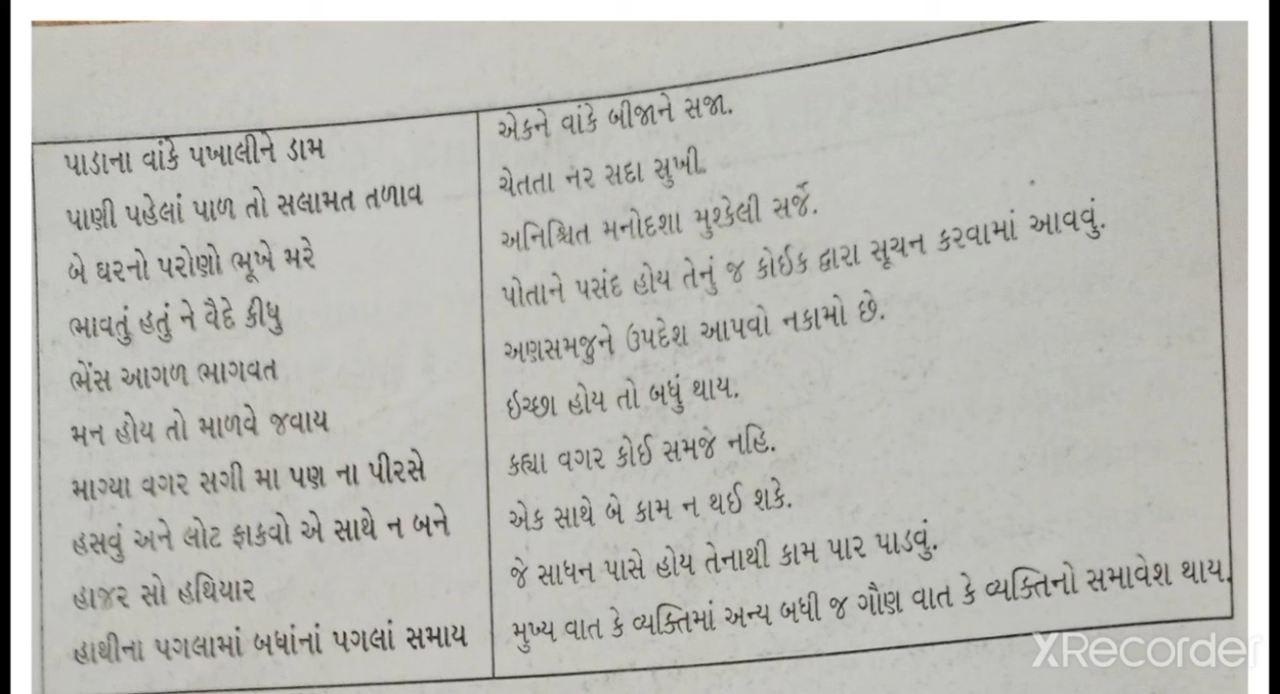 પાડાના વાંકે પખાલીને ડામ
એકને વાંકે બીજાને સજા.
પાણી પહેલાં પાળ તો સલામત તળાવ
ચેતતા નર સદા સુખી.
બે ઘરનો પરોણો ભૂખે મરે
અનિશ્ચિત મનોદશા મુશ્કેલી સર્જે.
ભાવતું હતું ને વૈદે કીધુ
પોતાને પસંદ હોય તેનું જ કોઈક દ્વારા સૂચન કરવામાં આવવું.
ભેંસ આગળ ભાગવત
અણસમજુને ઉપદેશ આપવો નકામો છે.
મન હોય તો માળવે જવાય
ઈચ્છા હોય તો બધું થાય.
માગ્યા વગર સગી મા પણ ના પીરસે
કહ્યા વગર કોઈ સમજે નહિ.
હસવું અને લોટ ફાકવો એ સાથે ન બને
એક સાથે બે કામ ન થઈ શકે.
હાજર સો હથિયાર
જે સાધન પાસે હોય તેનાથી કામ પાર પાડવું.
હાથીના પગલામાં બધાંનાં પગલાં સમાય
મુખ્ય વાત કે વ્યક્તિમાં અન્ય બધી જ ગૌણ વાત કે વ્યક્તિનો સમાવેશ થાય.
XRecorder